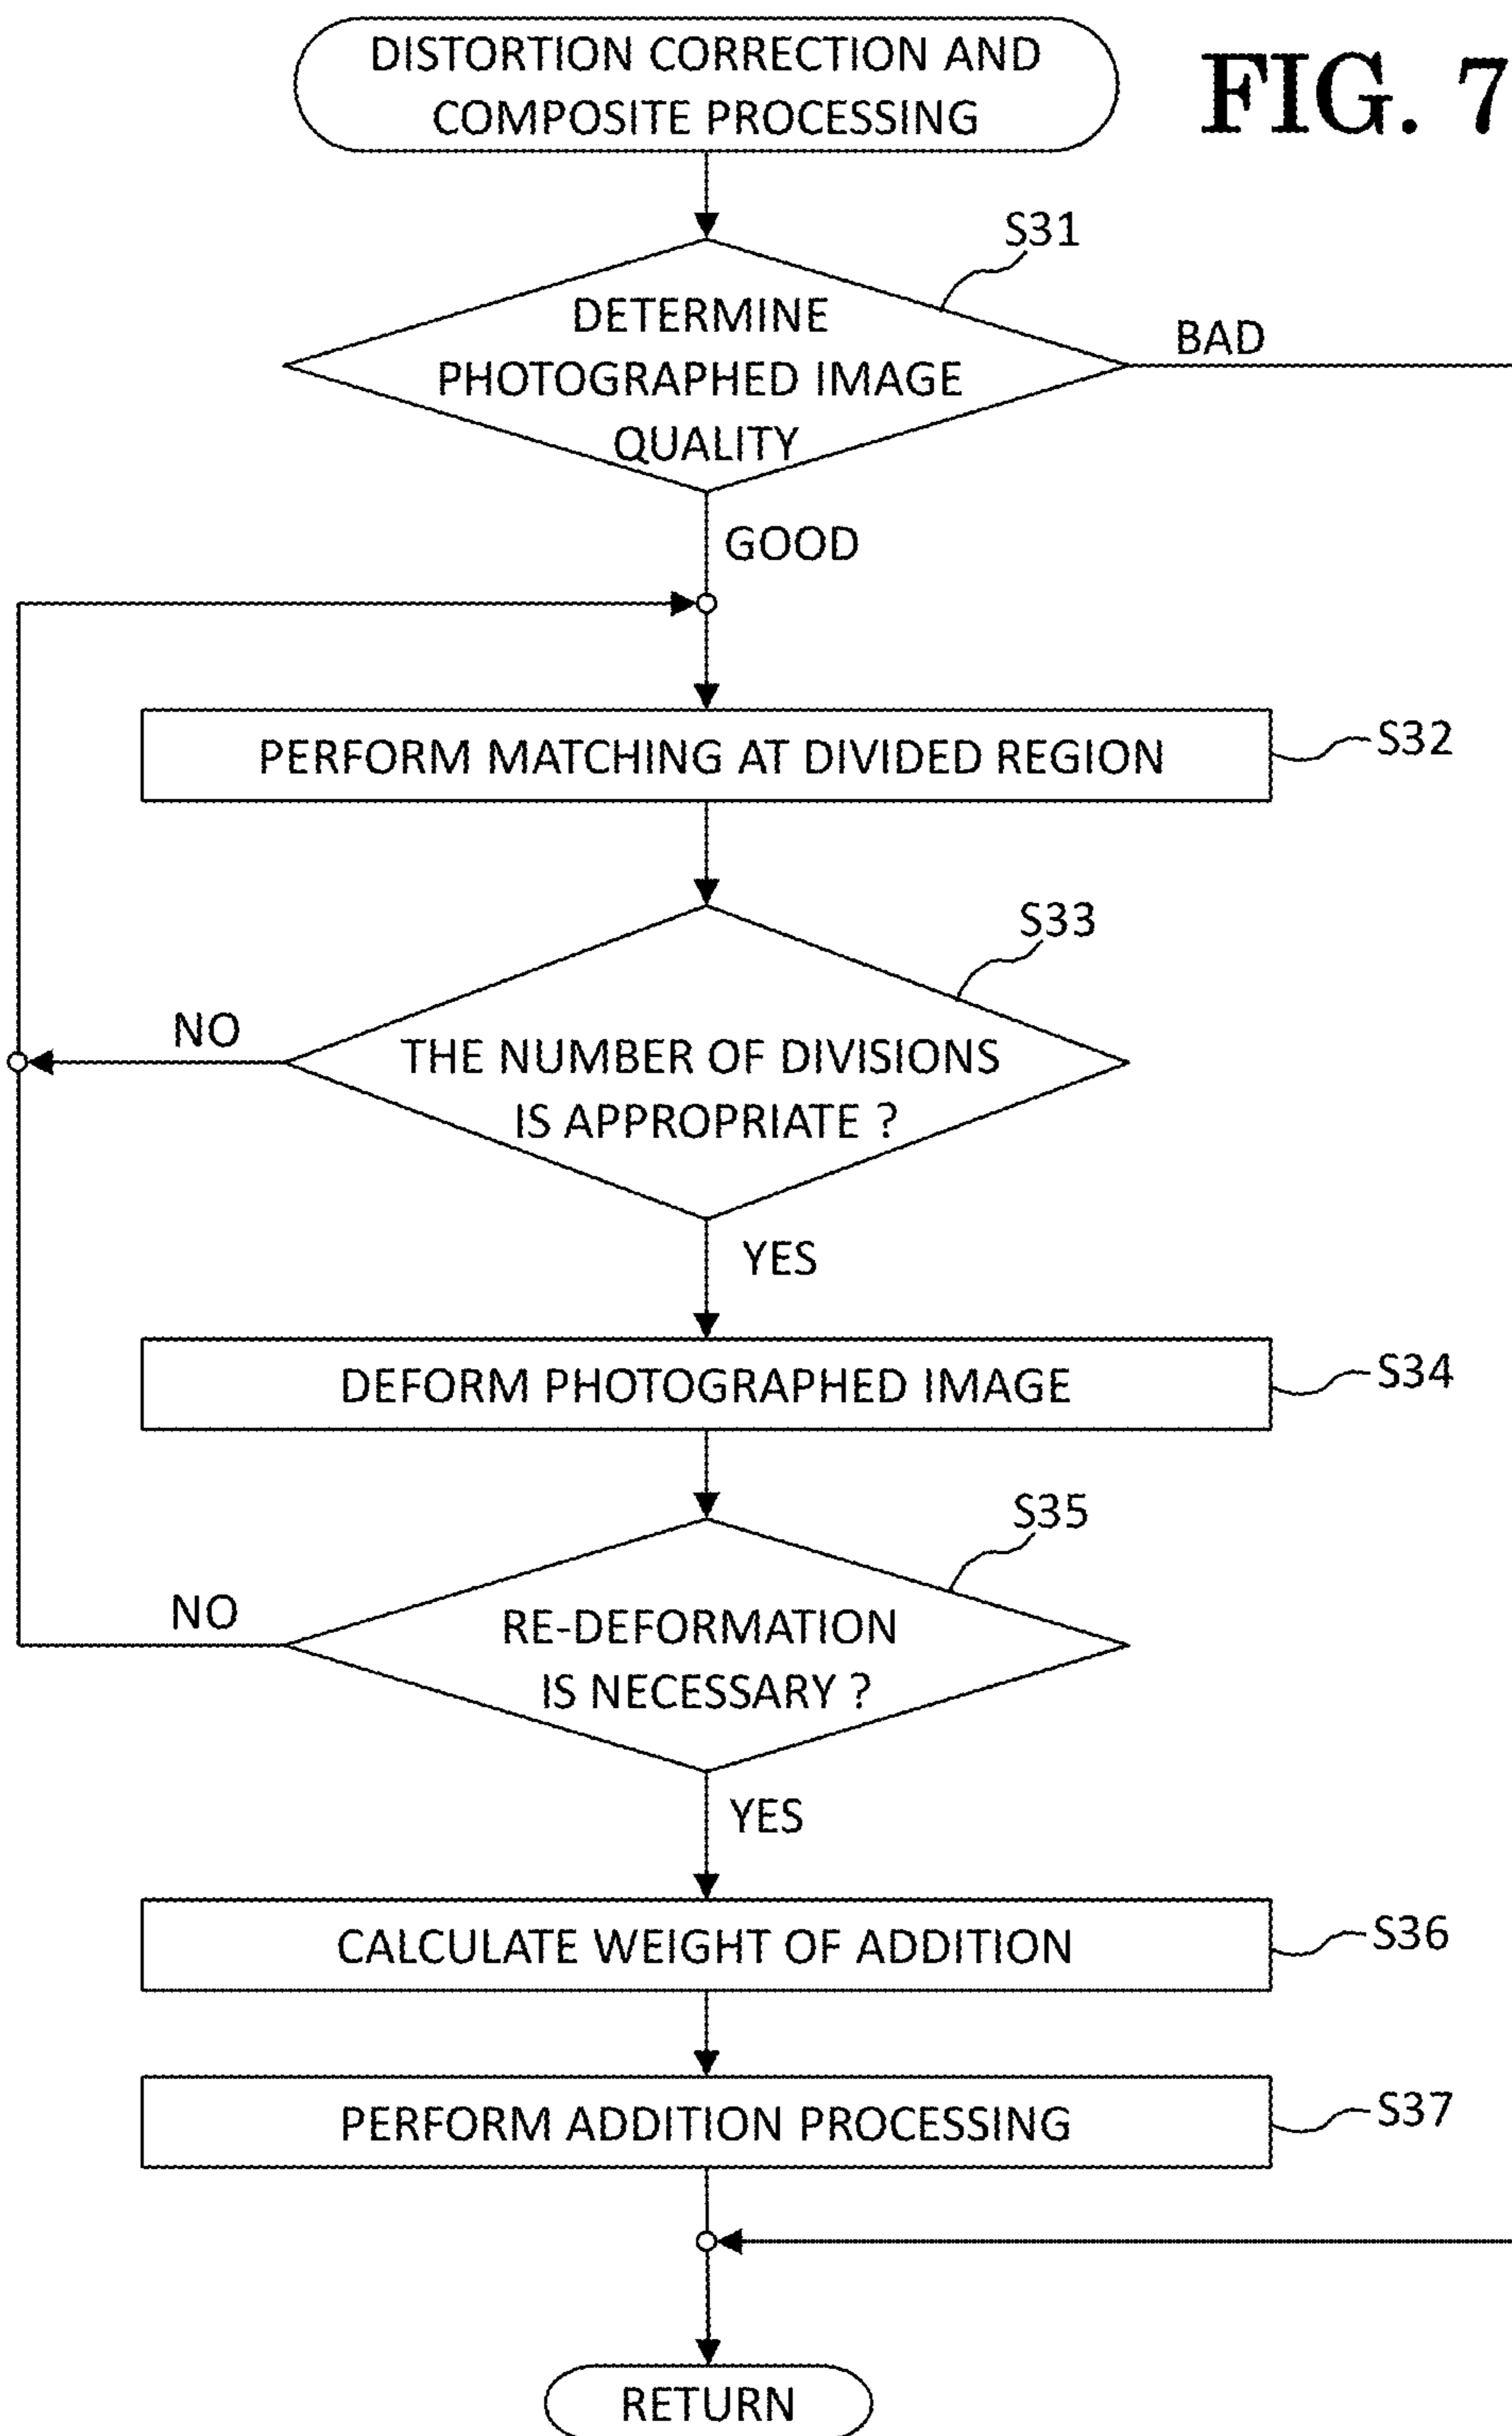 DISTORTION CORRECTION AND
COMPOSITE PROCESSING
FIG. 7
S31
DETERMINE
PHOTOGRAPHED IMAGE
QUALITY
BAD
GOOD
PERFORM MATCHING AT DIVIDED REGION
S32
S33
NO
THE NUMBER OF DIVISIONS
IS APPROPRIATE ?
YES
DEFORM PHOTOGRAPHED IMAGE
S34
S35
NO
RE-DEFORMATION
IS NECESSARY ?
YES
CALCULATE WEIGHT OF ADDITION
S36
PERFORM ADDITION PROCESSING
S37
RETURN